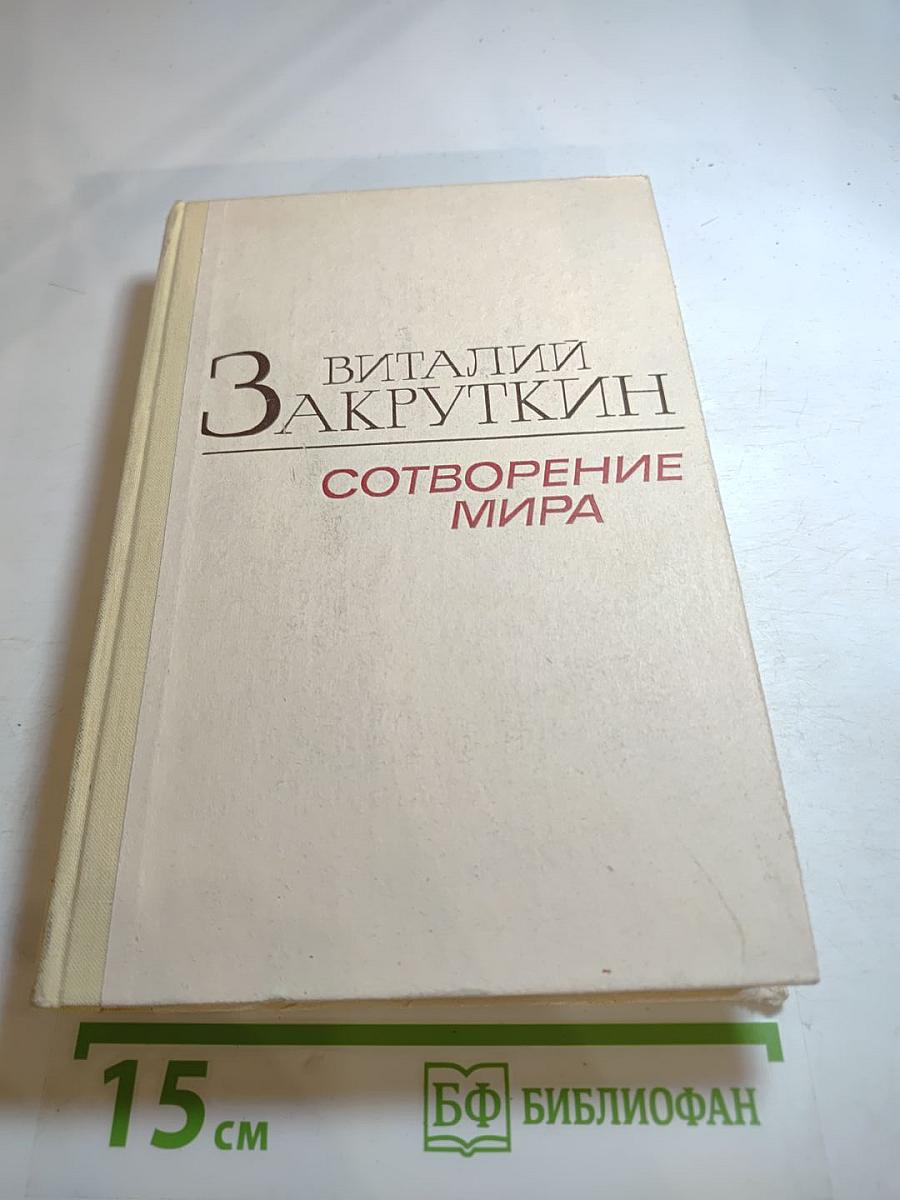 ВИТАЛИЙ
ЗАКРУТКИН
СОТВОРЕНИЕ
МИРА
15 см
БФ БИБЛИОФАН